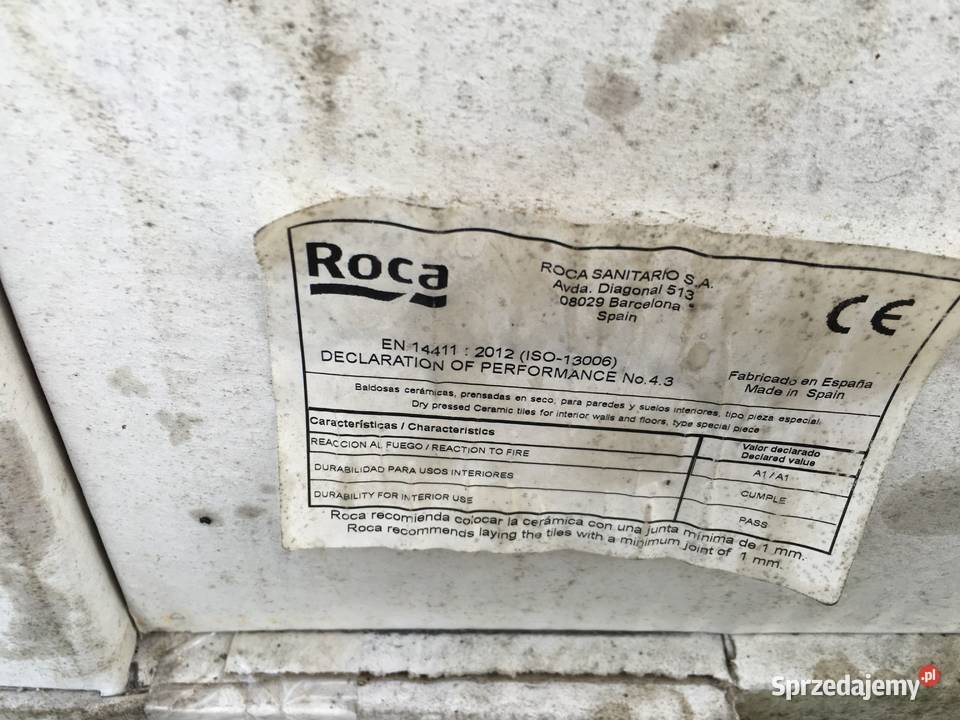 Roca
ROCA SANITARIO S.A.
Avda. Diagonal 513
08029 Barcelona
Spain
CE
EN 14411 : 2012 (ISO-13006)
DECLARATION OF PERFORMANCE No.4.3
Fabricado en España
Made in Spain
Baldosas cerámicas, prensadas en seco, para paredes y suelos interiores, tipo pieza especial.
Dry pressed Ceramic tiles for interior walls and floors, type special piece
Características / Characteristics
Valor declarado
Declared value
REACCION AL FUEGO / REACTION TO FIRE
A1 / A1
DURABILIDAD PARA USOS INTERIORES
CUMPLE
DURABILITY FOR INTERIOR USE
PASS
Roca recomienda colocar la cerámica con una junta mínima de 1 mm.
Roca recommends laying the tiles with a minimum joint of 1 mm.
Sprzedajemy.pl